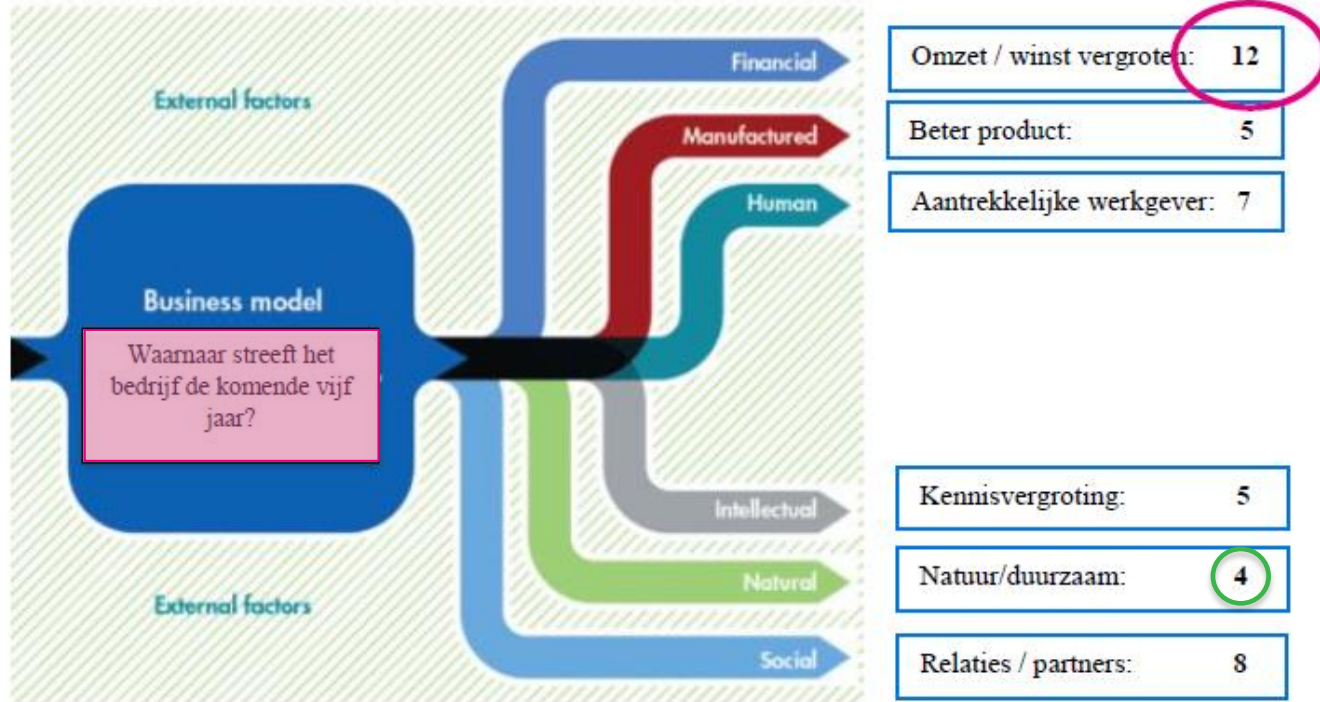 External factors
Financial
Omzet / winst vergroten: 12
Manufactured
Beter product: 5
Human
Aantrekkelijke werkgever: 7
Business model
Waarnaar streeft het
bedrijf de komende vijf
jaar?
Intellectual
Kennisvergroting: 5
Natural
Natuur/duurzaam: 4
External factors
Social
Relaties / partners: 8